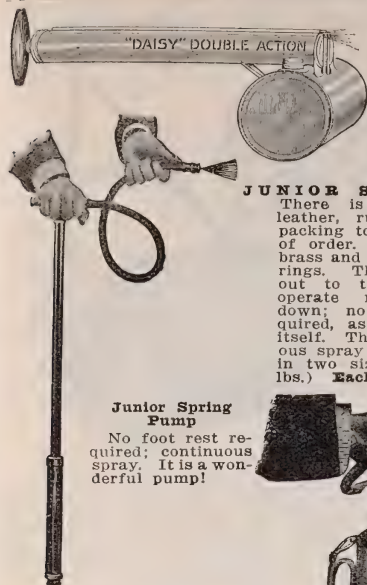 "DAISY" DOUBLE ACTION
JUNIOR S
There is
leather, ru
packing to
of order.
brass and
rings. Th
out to t
operate
down; no
quired, as
itself. Th
ous spray
in two siz
lbs.) Each
Junior Spring
Pump
No foot rest re-
quired; continuous
spray. It is a won-
derful pump!